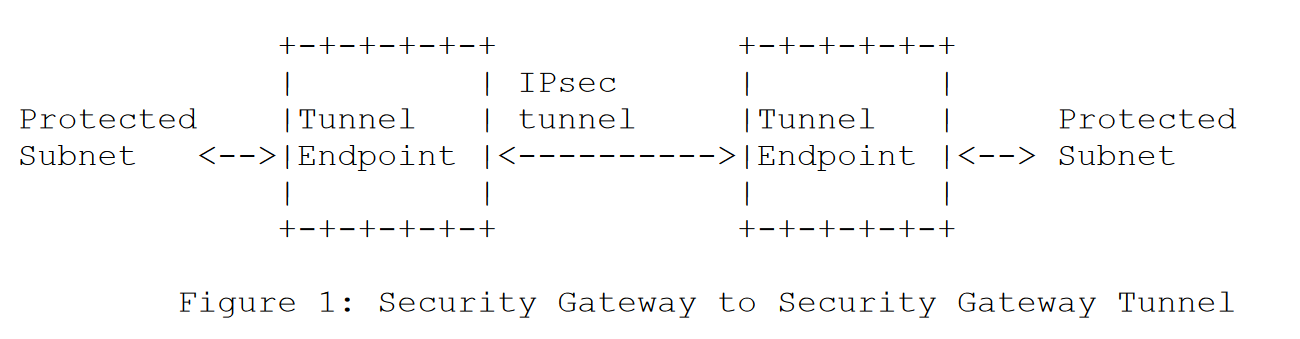 +-+-+-+-+-+            +-+-+-+-+-+
             |         | IPsec      |         |
Protected    |Tunnel   | tunnel     |Tunnel   |     Protected
Subnet   <-->|Endpoint |<---------->|Endpoint |<--> Subnet
             |         |            |         |
             +-+-+-+-+-+            +-+-+-+-+-+
        Figure 1: Security Gateway to Security Gateway Tunnel